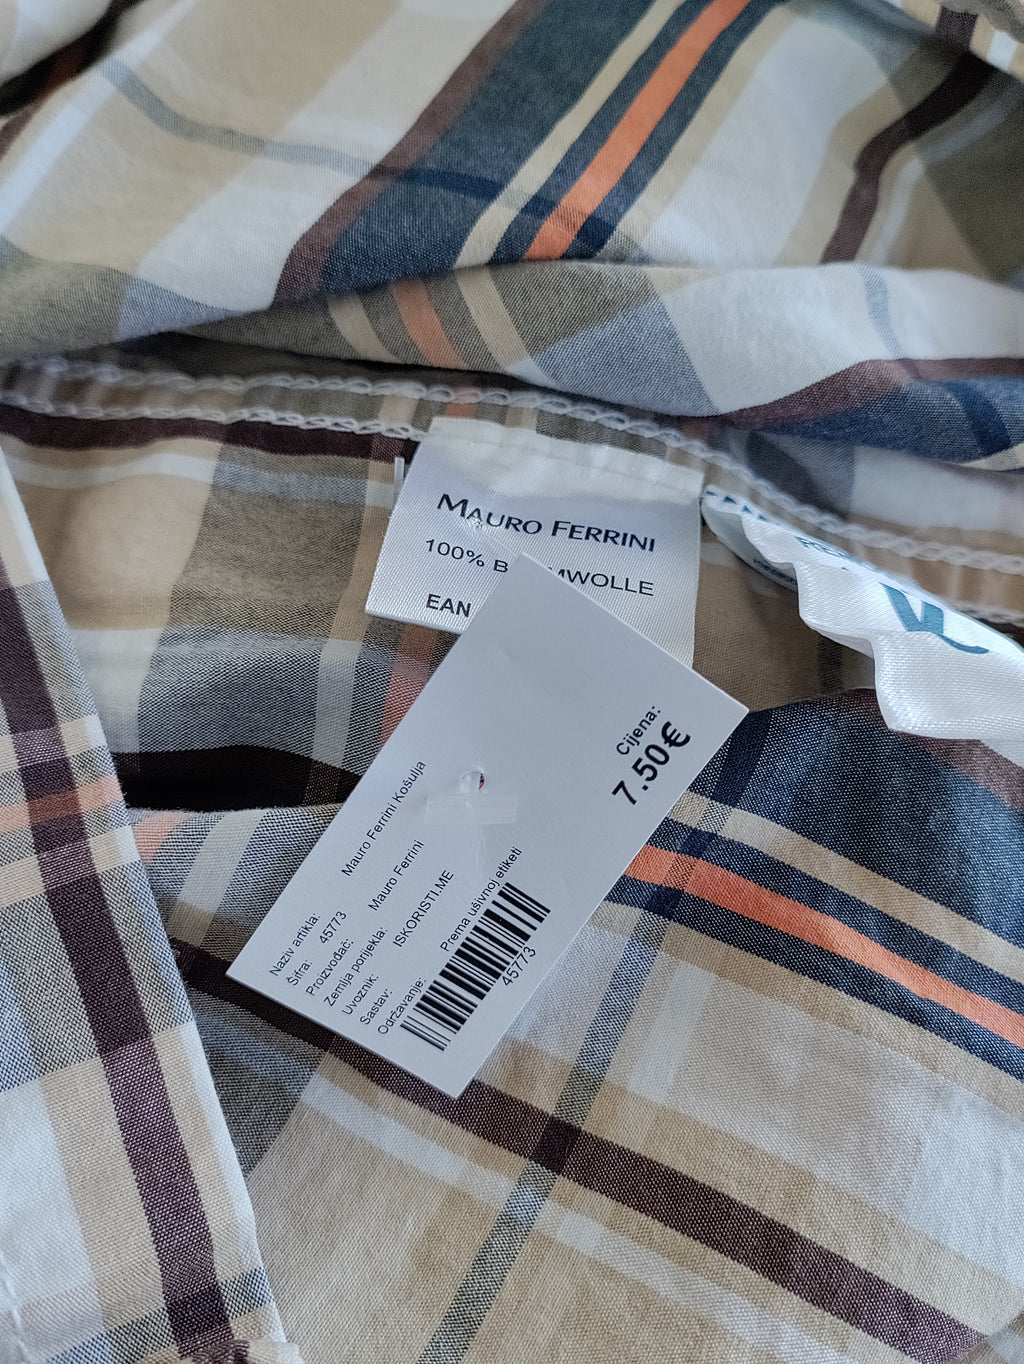 MAURO FERRINI
100% B MWOLLE
EAN
Cijena:
7.50€
Naziv artikla: Mauro Ferrini Košulja
Šifra: 45773
Proizvođač: Mauro Ferrini
Zemlja porijekla:
Uvoznik: ISKORISTI.ME
Sastav:
Održavanje: Prema ušivnoj etiketi
45773